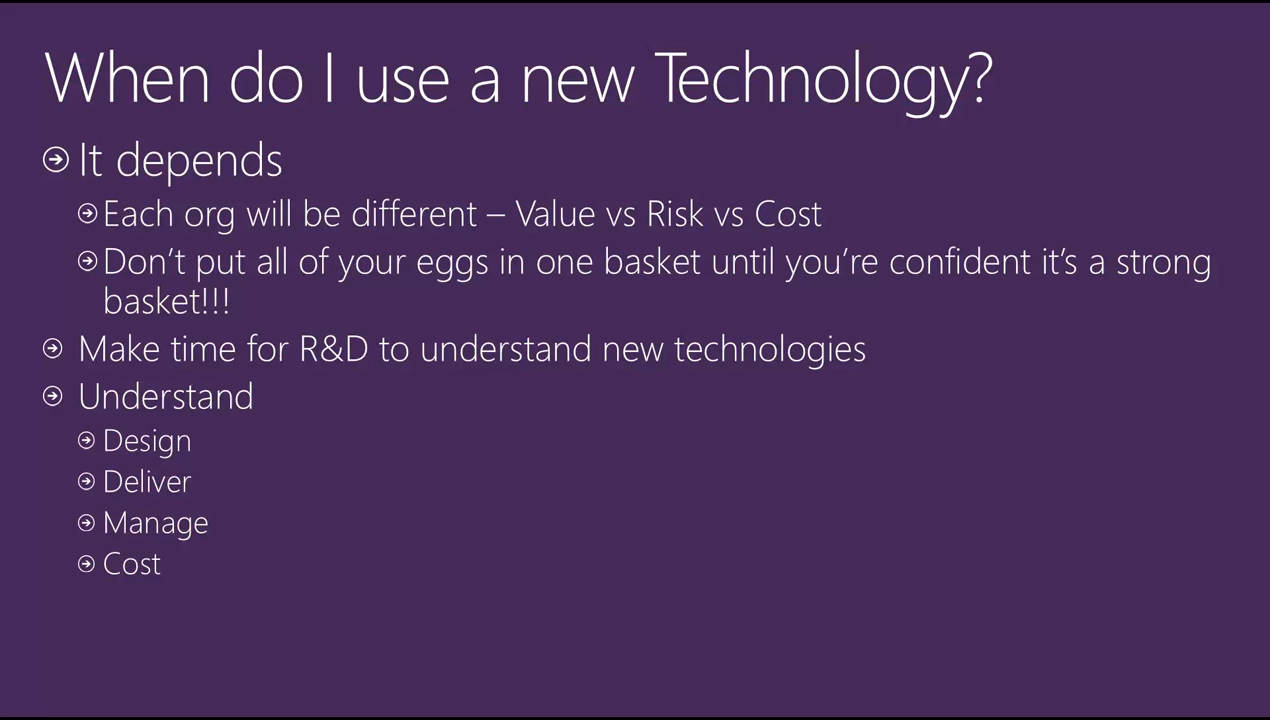 When do I use a new Technology?
It depends
Each org will be different – Value vs Risk vs Cost
Don’t put all of your eggs in one basket until you’re confident it’s a strong
basket!!!
Make time for R&D to understand new technologies
Understand
Design
Deliver
Manage
Cost